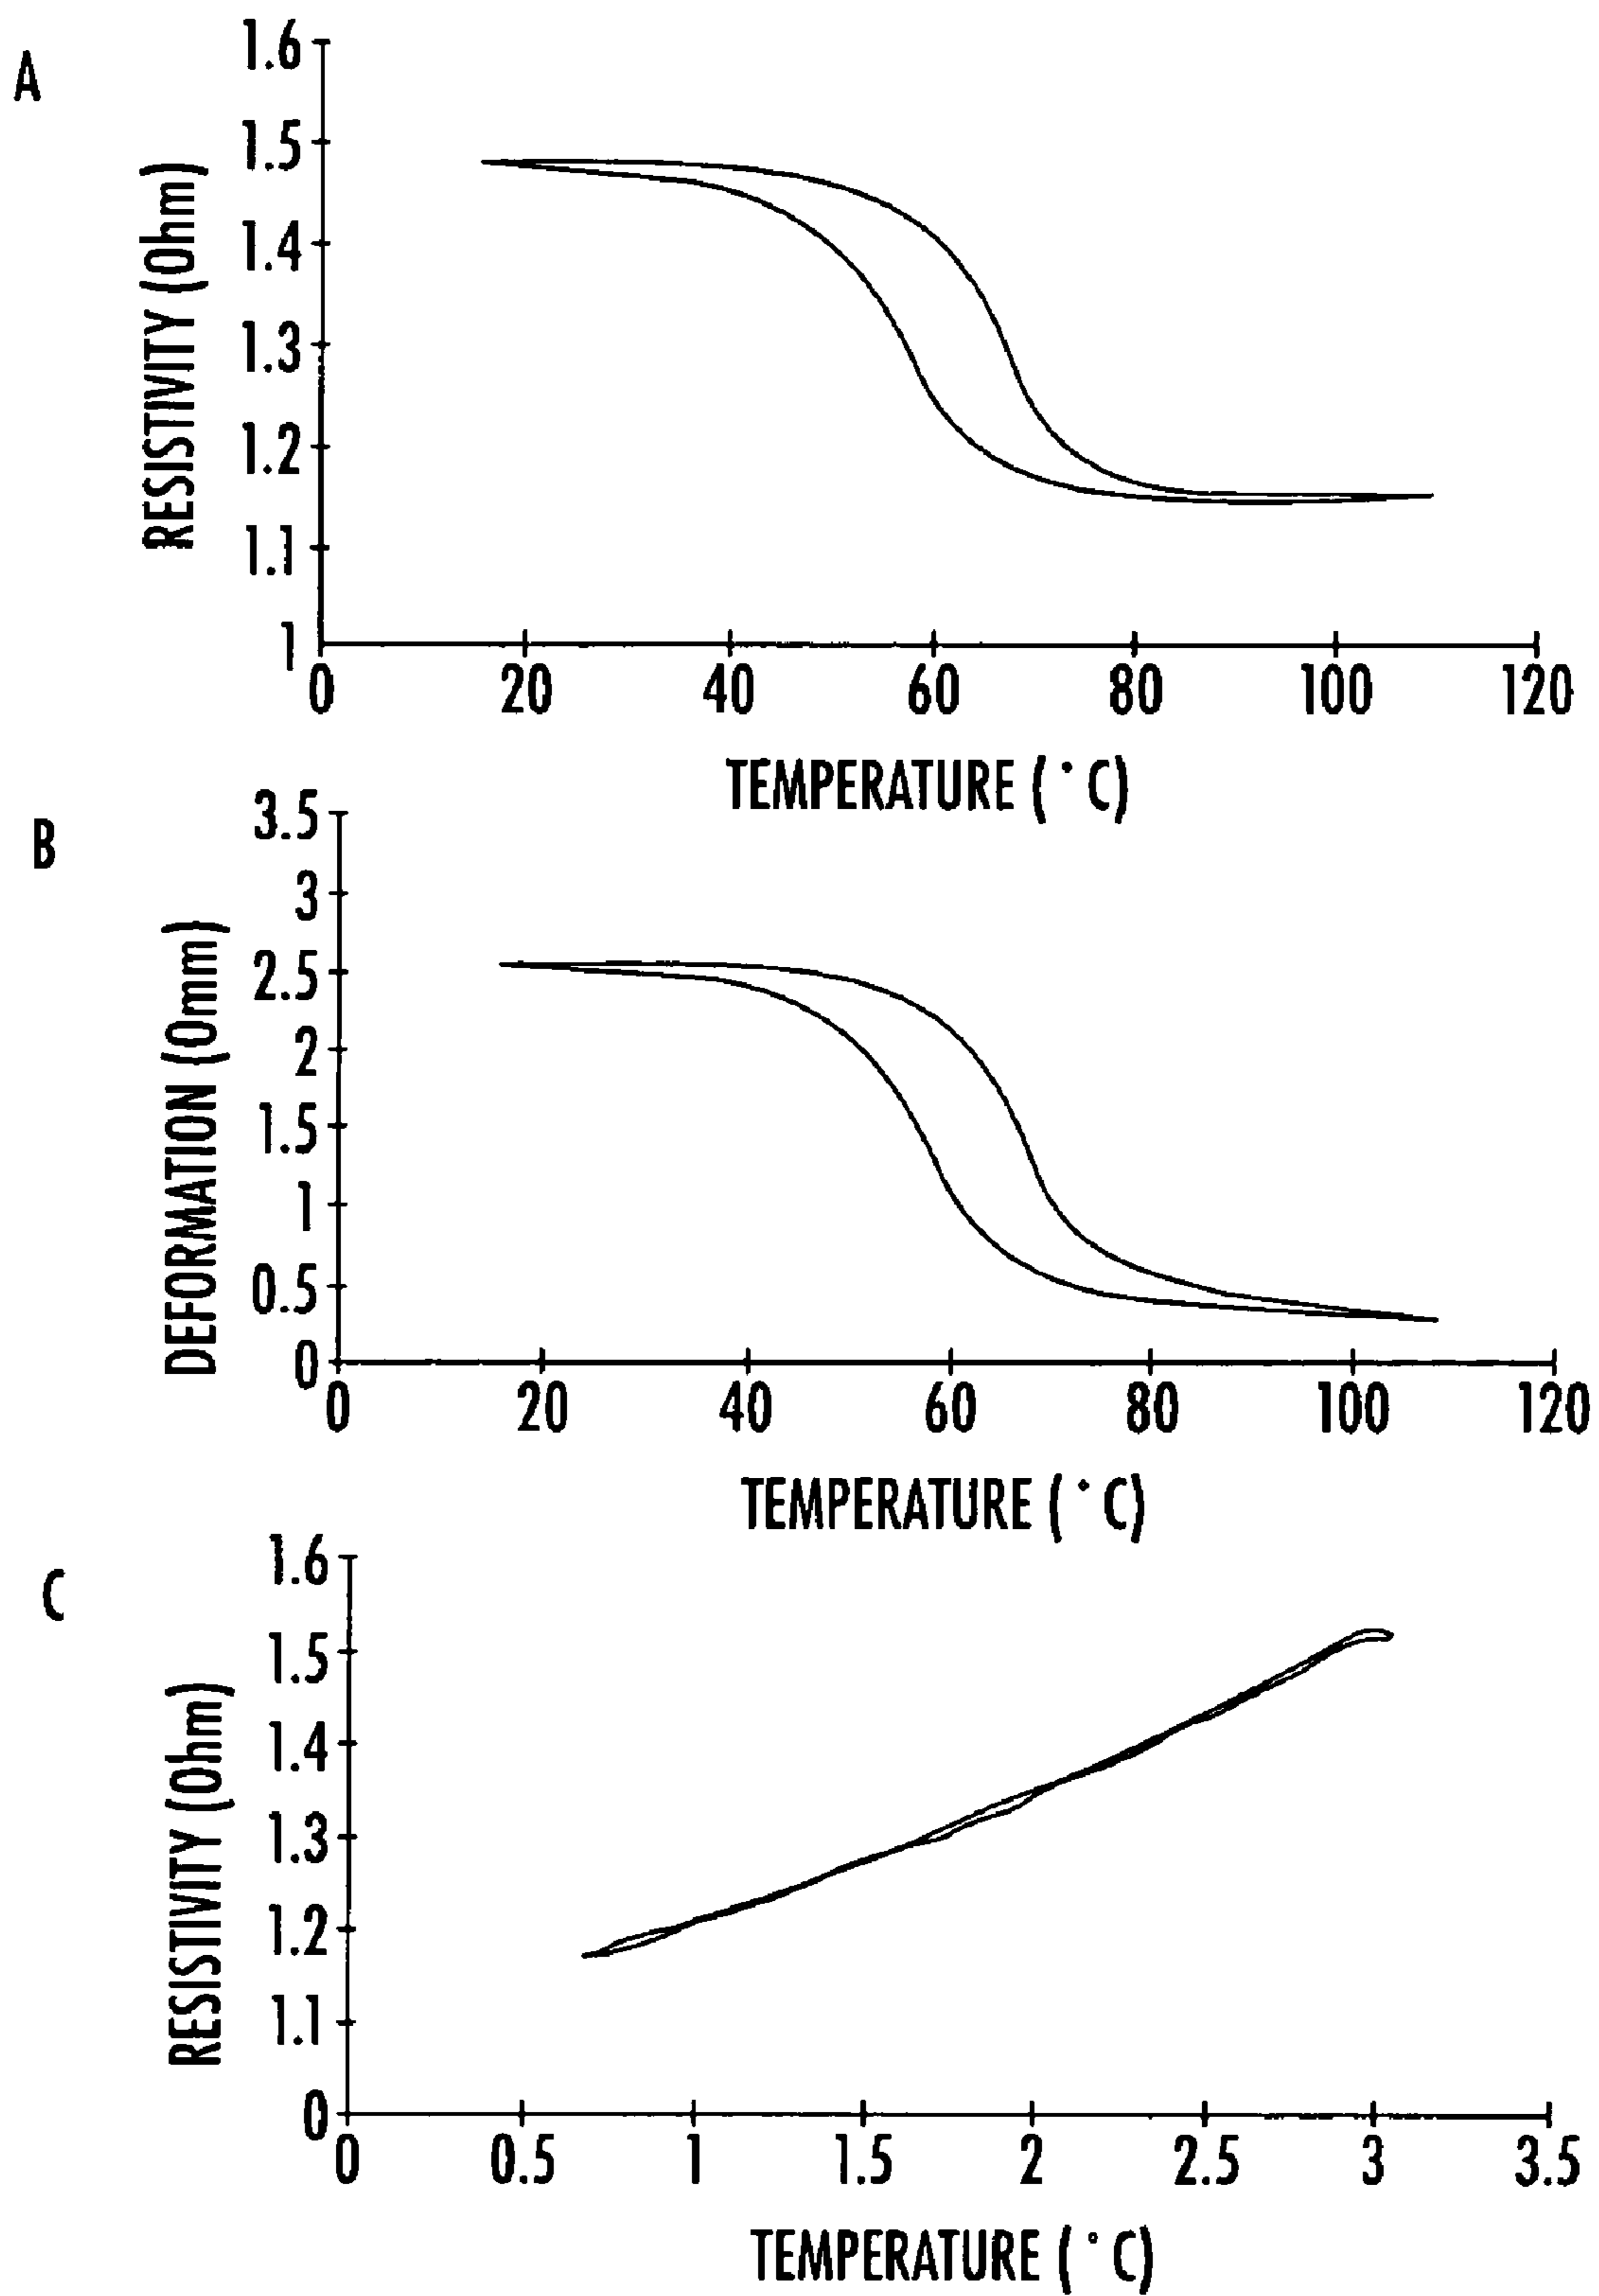 A
RESISTIVITY (Ohm)
1.6
1.5
1.4
1.3
1.2
1.1
1
0 20 40 60 80 100 120
TEMPERATURE (°C)
B
DEFORMATION (Omm)
3.5
3
2.5
2
1.5
1
0.5
0
0 20 40 60 80 100 120
TEMPERATURE (°C)
C
RESISTIVITY (Ohm)
1.6
1.5
1.4
1.3
1.2
1.1
0
0 0.5 1 1.5 2 2.5 3 3.5
TEMPERATURE (°C)